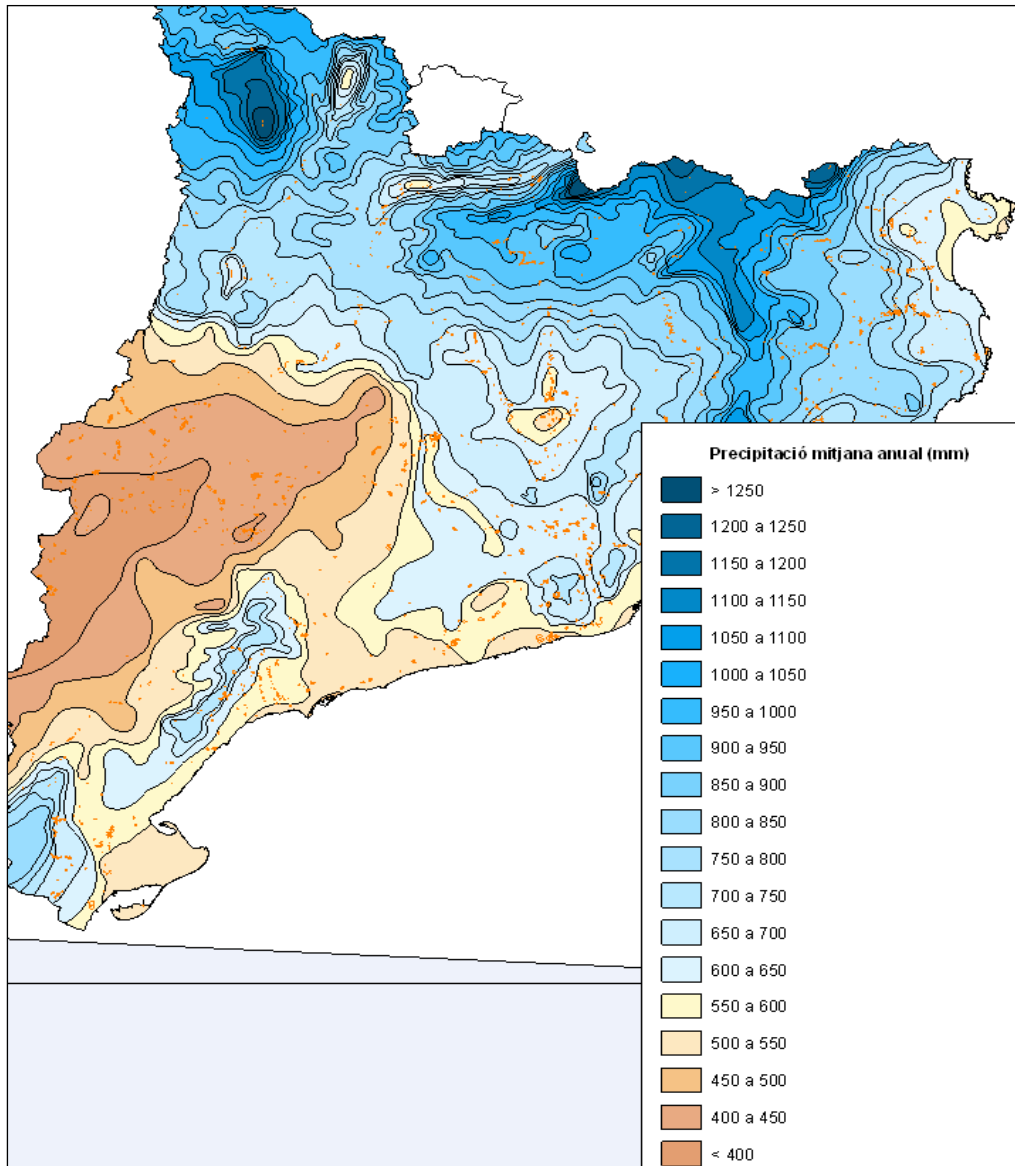 Precipitació mitjana anual (mm)
> 1250
1200 a 1250
1150 a 1200
1100 a 1150
1050 a 1100
1000 a 1050
950 a 1000
900 a 950
850 a 900
800 a 850
750 a 800
700 a 750
650 a 700
600 a 650
550 a 600
500 a 550
450 a 500
400 a 450
< 400